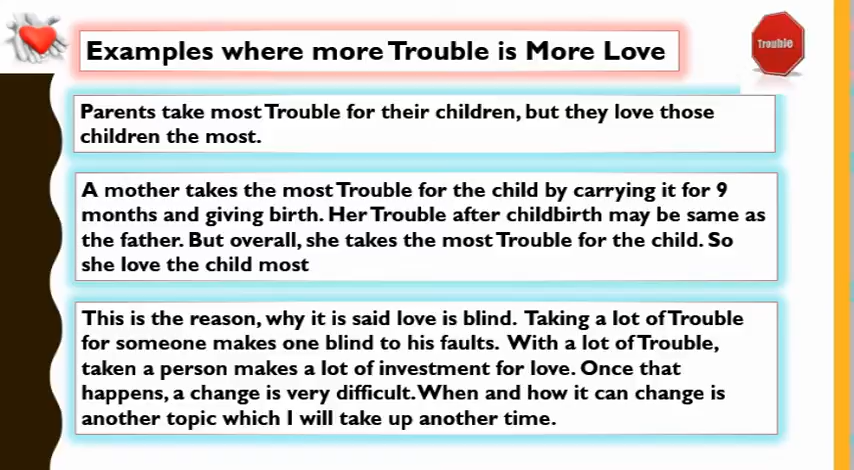 Examples where more Trouble is More Love
Trouble
Parents take most Trouble for their children, but they love those
children the most.
A mother takes the most Trouble for the child by carrying it for 9
months and giving birth. Her Trouble after childbirth may be same as
the father. But overall, she takes the most Trouble for the child. So
she love the child most
This is the reason, why it is said love is blind. Taking a lot of Trouble
for someone makes one blind to his faults. With a lot of Trouble,
taken a person makes a lot of investment for love. Once that
happens, a change is very difficult. When and how it can change is
another topic which I will take up another time.